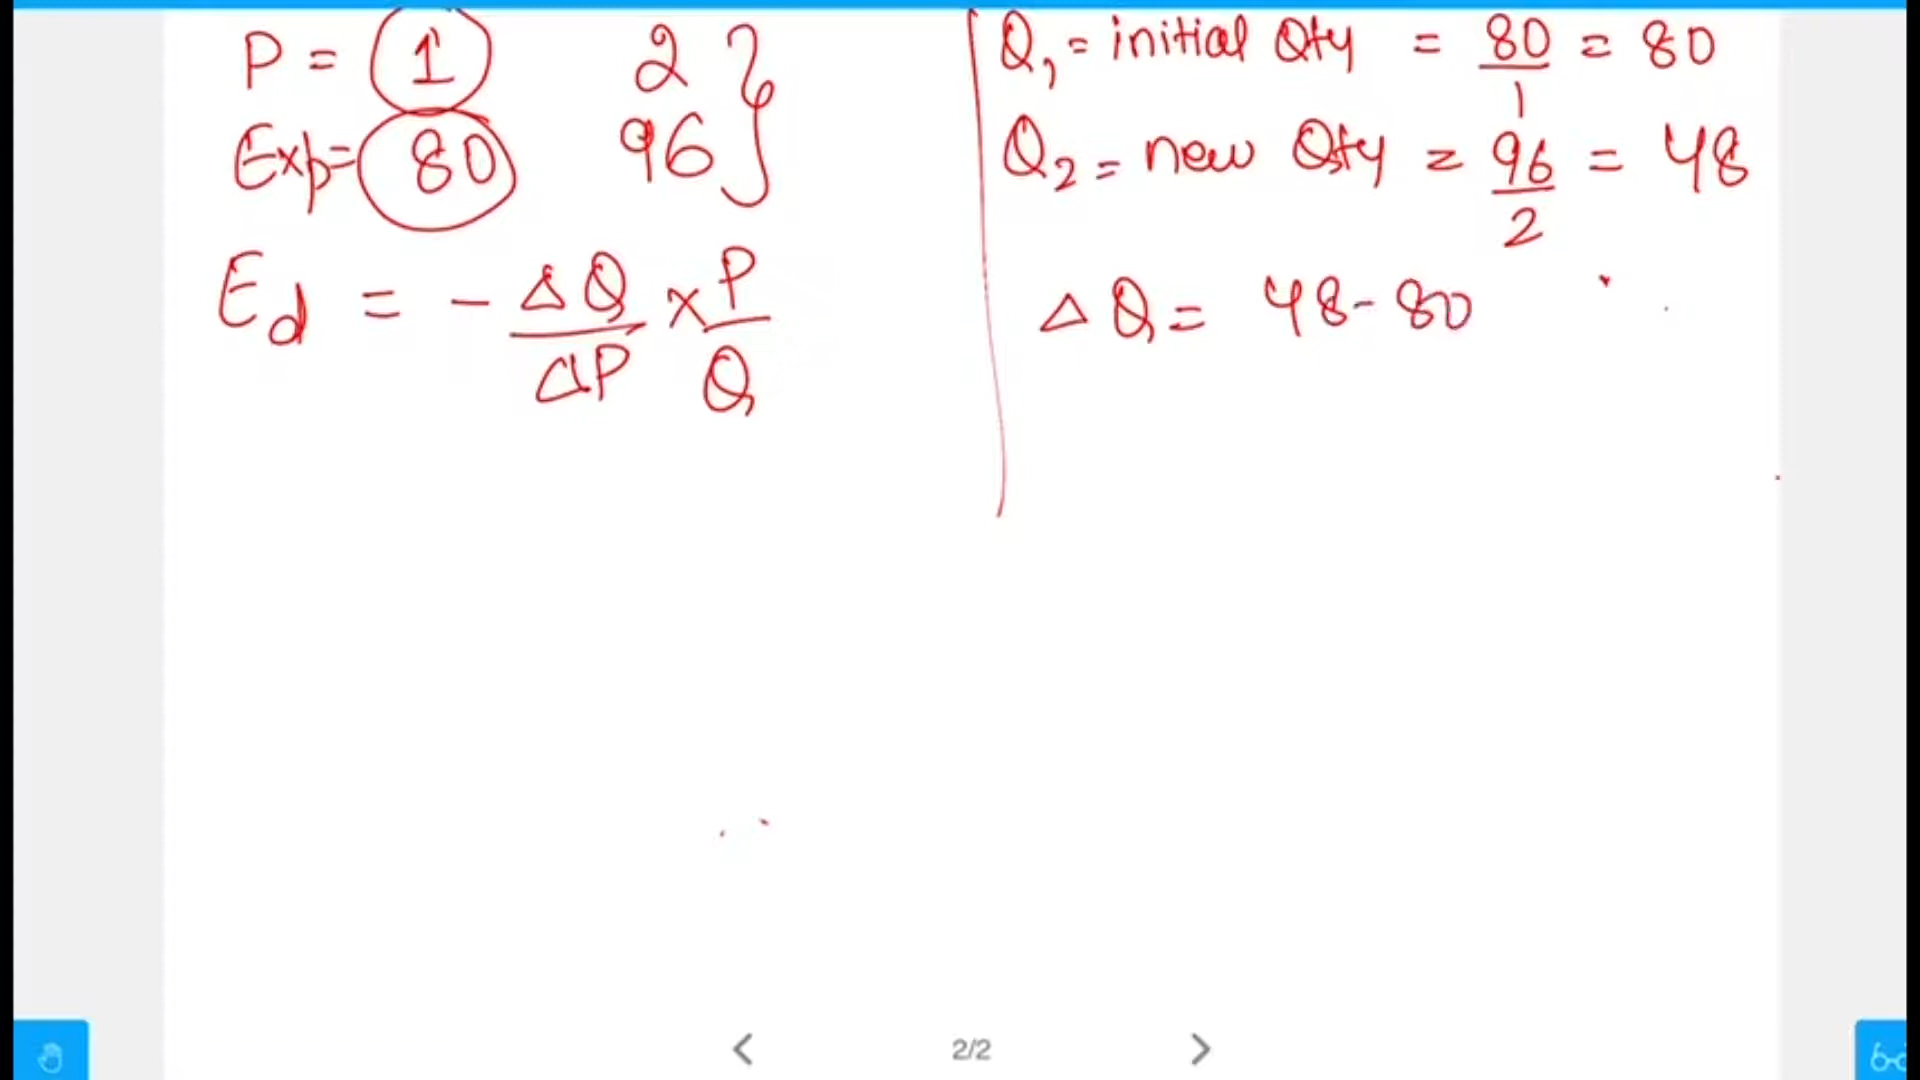 P = 1 2
Exp= 80 96
Ed = - ΔQ/ΔP × P/Q
Q1 = initial Qty = 80/1 = 80
Q2 = new Qty = 96/2 = 48
ΔQ = 48-80
2/2